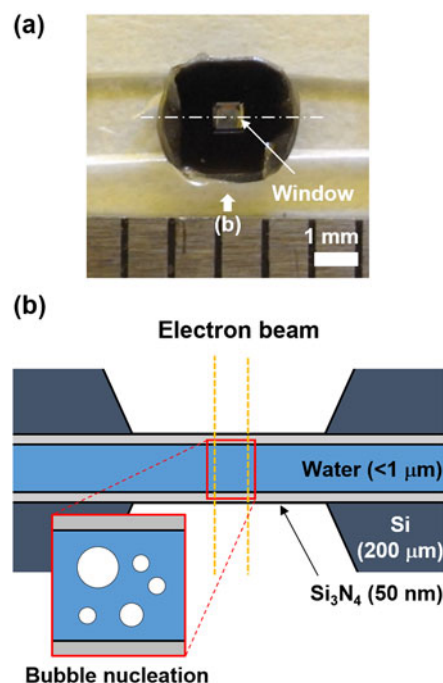 (a)
Window
(b)
1 mm
(b)
Electron beam
Water (<1 μm)
Si
(200 μm)
Si₃N₄ (50 nm)
Bubble nucleation